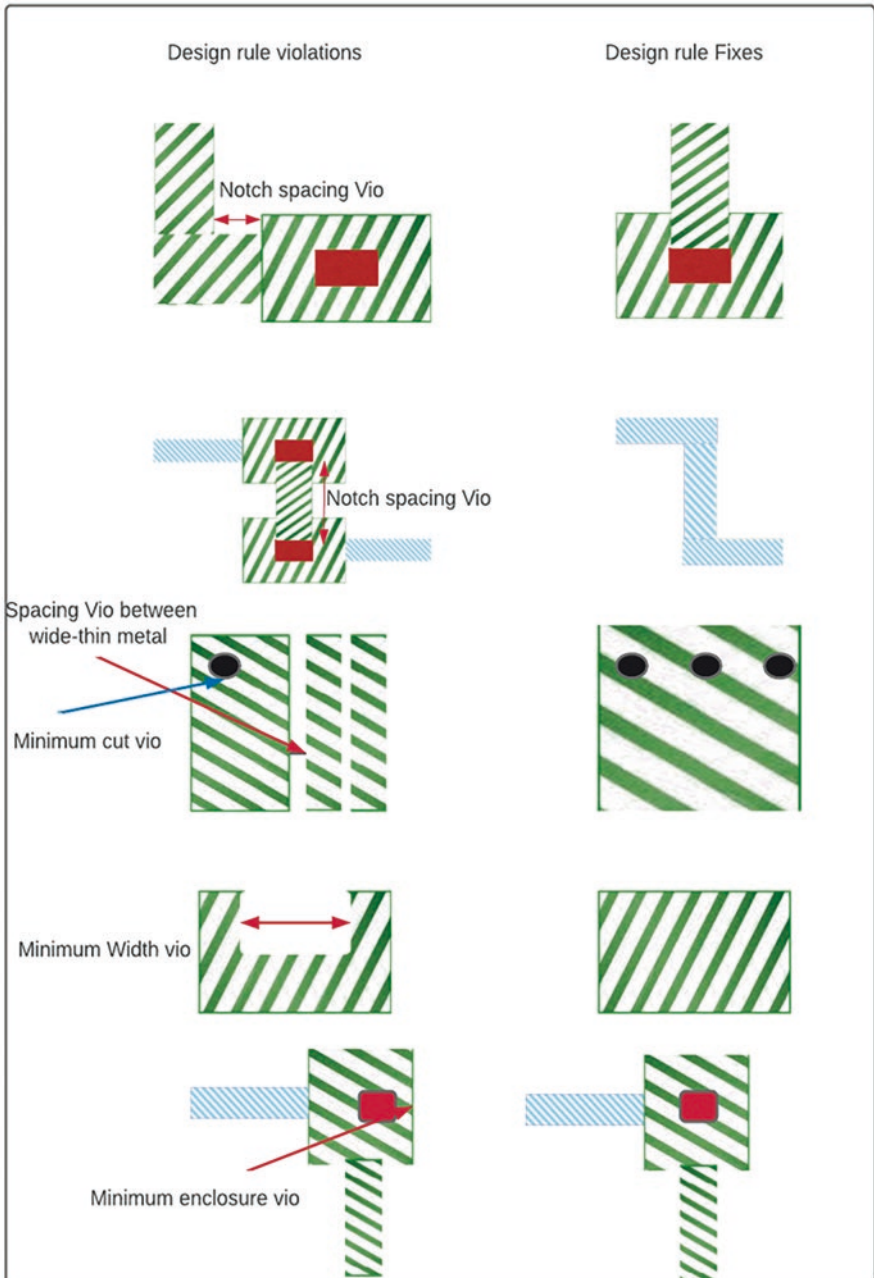 Design rule violations
Design rule Fixes
Notch spacing Vio
Notch spacing Vio
Spacing Vio between
wide-thin metal
Minimum cut vio
Minimum Width vio
Minimum enclosure vio